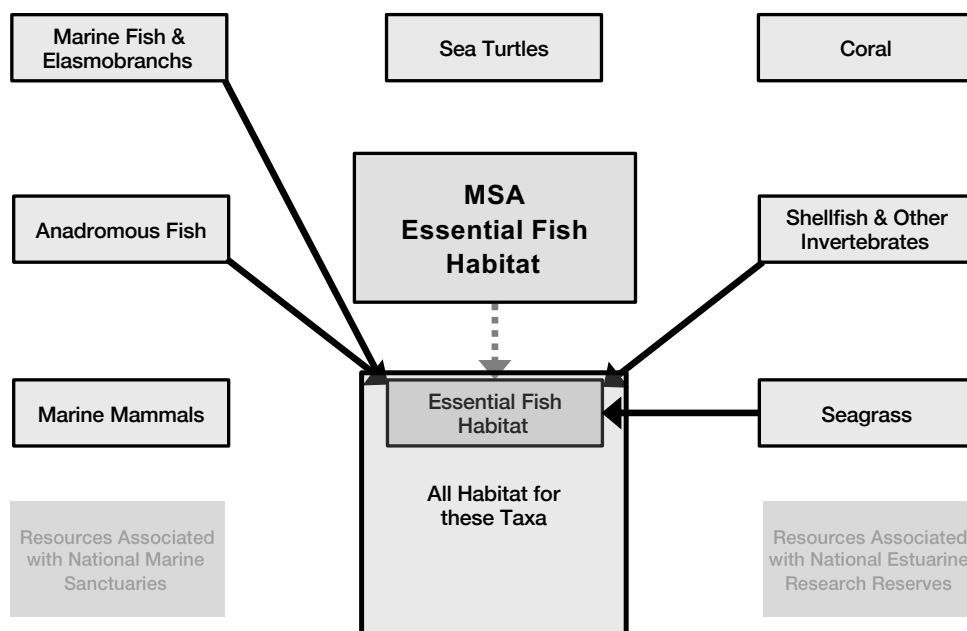 Marine Fish &
Elasmobranchs
Sea Turtles
Coral
MSA
Essential Fish
Habitat
Anadromous Fish
Shellfish & Other
Invertebrates
Essential Fish
Habitat
Marine Mammals
Seagrass
All Habitat for
these Taxa
Resources Associated
with National Marine
Sanctuaries
Resources Associated
with National Estuarine
Research Reserves